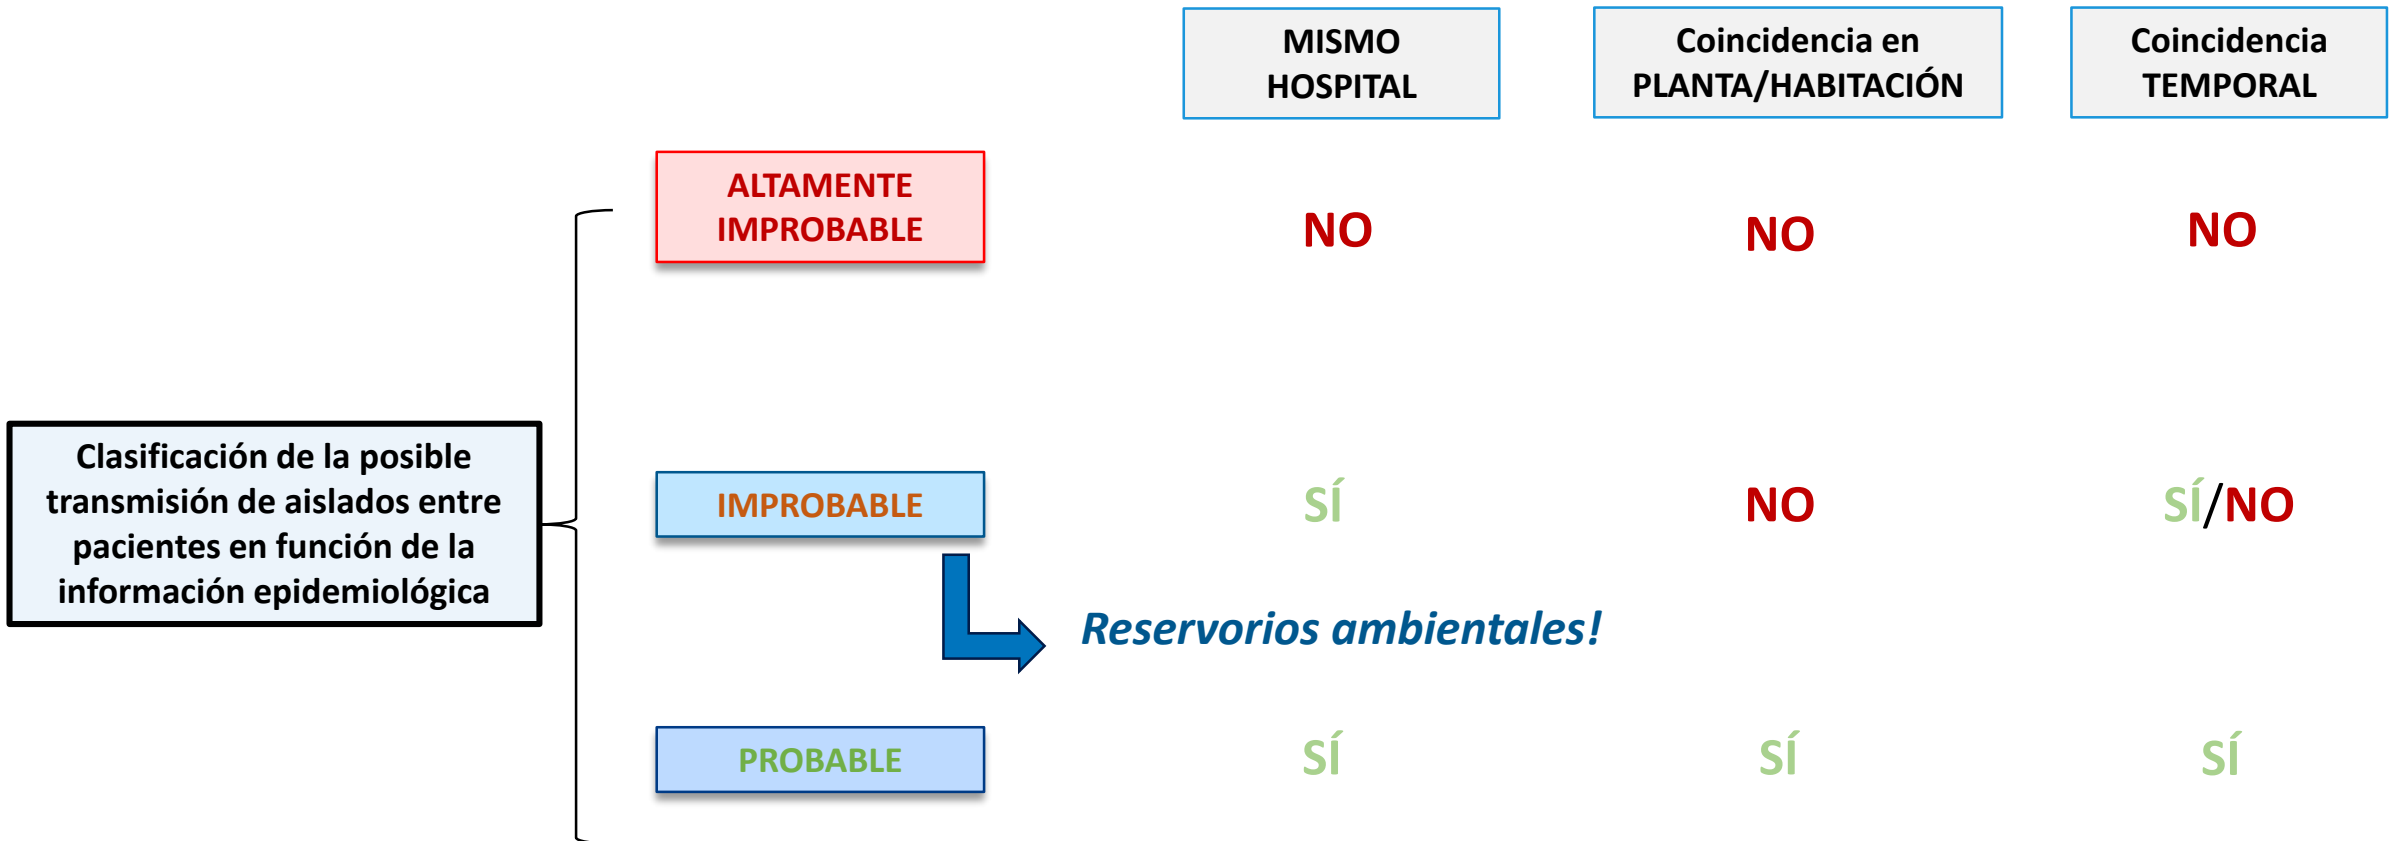 MISMO
HOSPITAL
Coincidencia en
PLANTA/HABITACIÓN
Coincidencia
TEMPORAL
ALTAMENTE
IMPROBABLE
NO
NO
NO
Clasificación de la posible
transmisión de aislados entre
pacientes en función de la
información epidemiológica
IMPROBABLE
SÍ
NO
SÍ/NO
Reservorios ambientales!
PROBABLE
SÍ
SÍ
SÍ